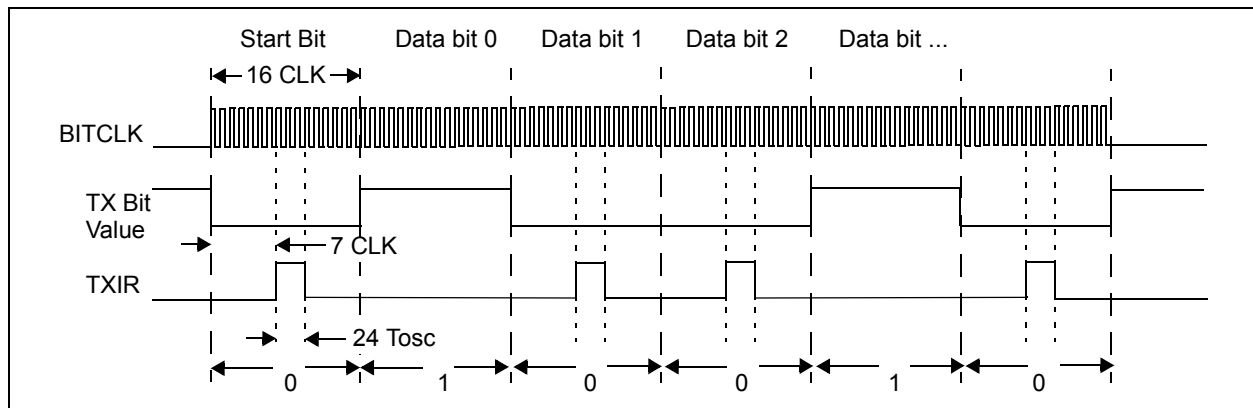 Start Bit Data bit 0 Data bit 1 Data bit 2 Data bit ...
16 CLK
BITCLK
TX Bit
Value
7 CLK
TXIR
24 Tosc
0 1 0 0 1 0